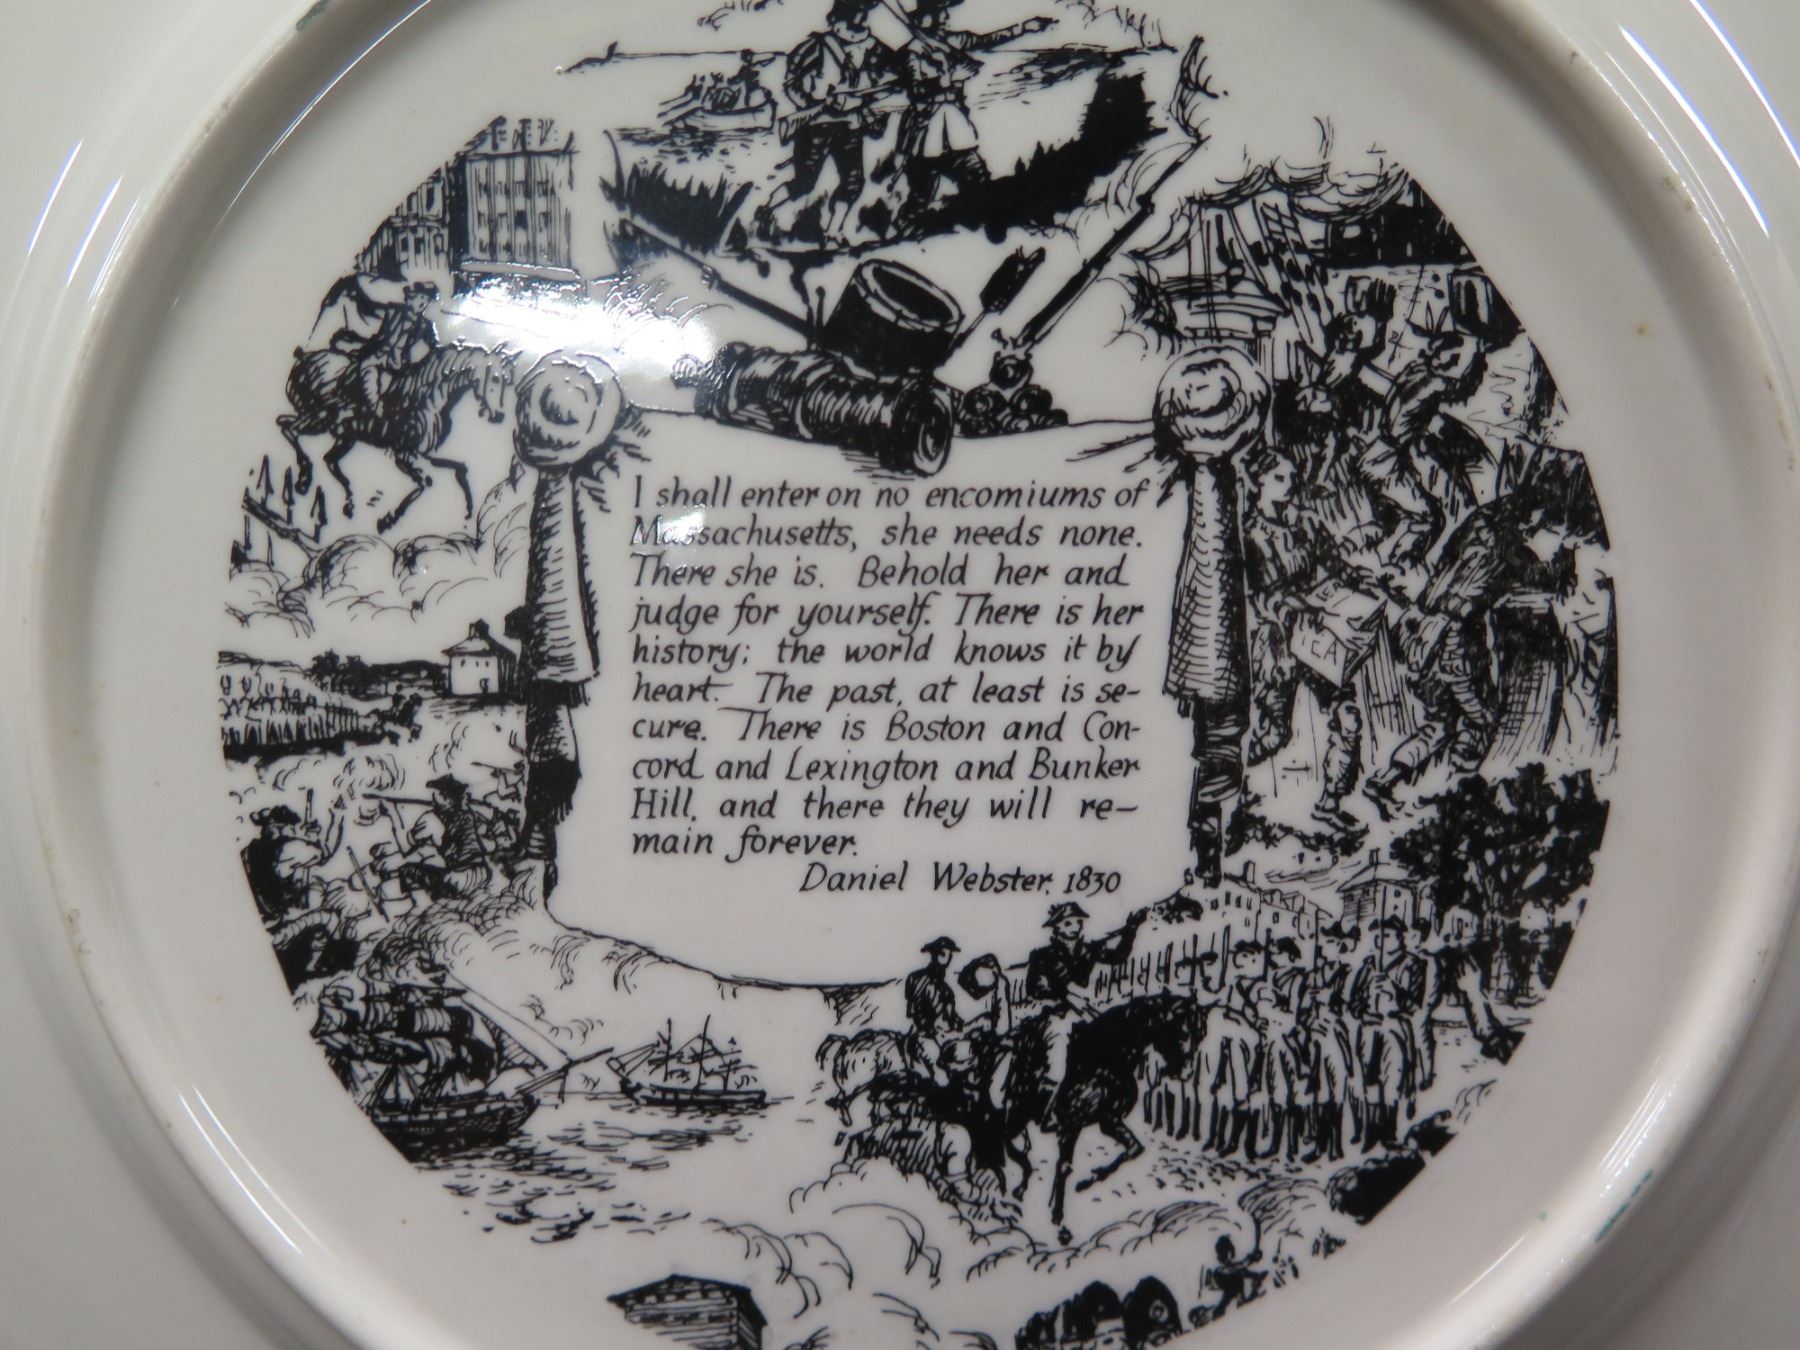 I shall enter on no encomiums of
Massachusetts, she needs none.
There she is. Behold her and
judge for yourself. There is her
history; the world knows it by
heart. The past, at least is se-
cure. There is Boston and Con-
cord and Lexington and Bunker
Hill, and there they will re-
main forever.
Daniel Webster, 1830
TEA